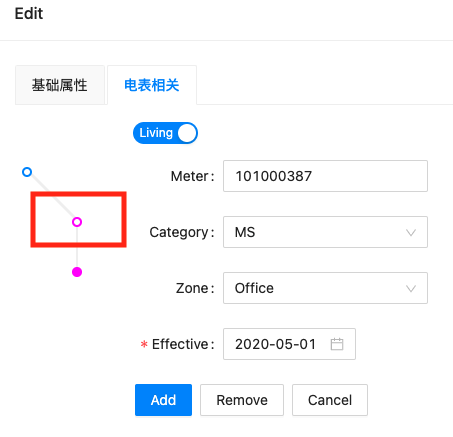 Edit
基础属性 电表相关
Living
Meter: 101000387
Category: MS
Zone: Office
* Effective: 2020-05-01
Add Remove Cancel